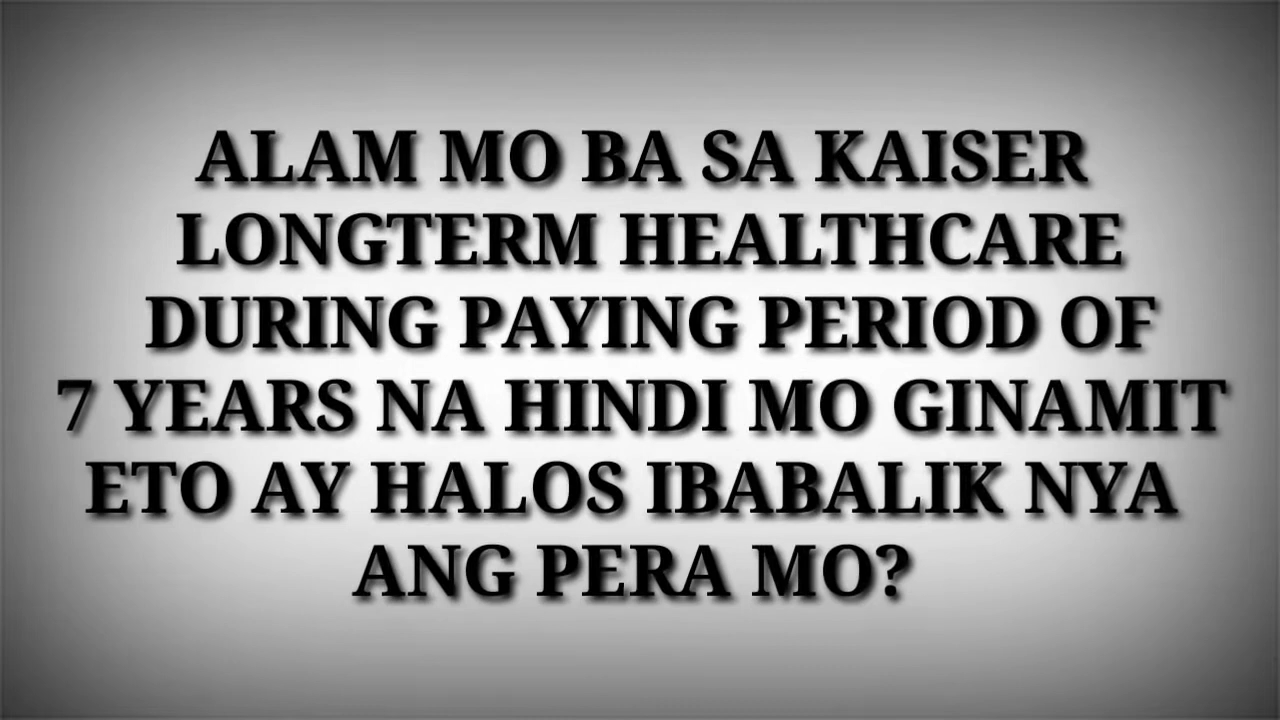 ALAM MO BA SA KAISER
LONGTERM HEALTHCARE
DURING PAYING PERIOD OF
7 YEARS NA HINDI MO GINAMIT
ETO AY HALOS IBABALIK NYA
ANG PERA MO?